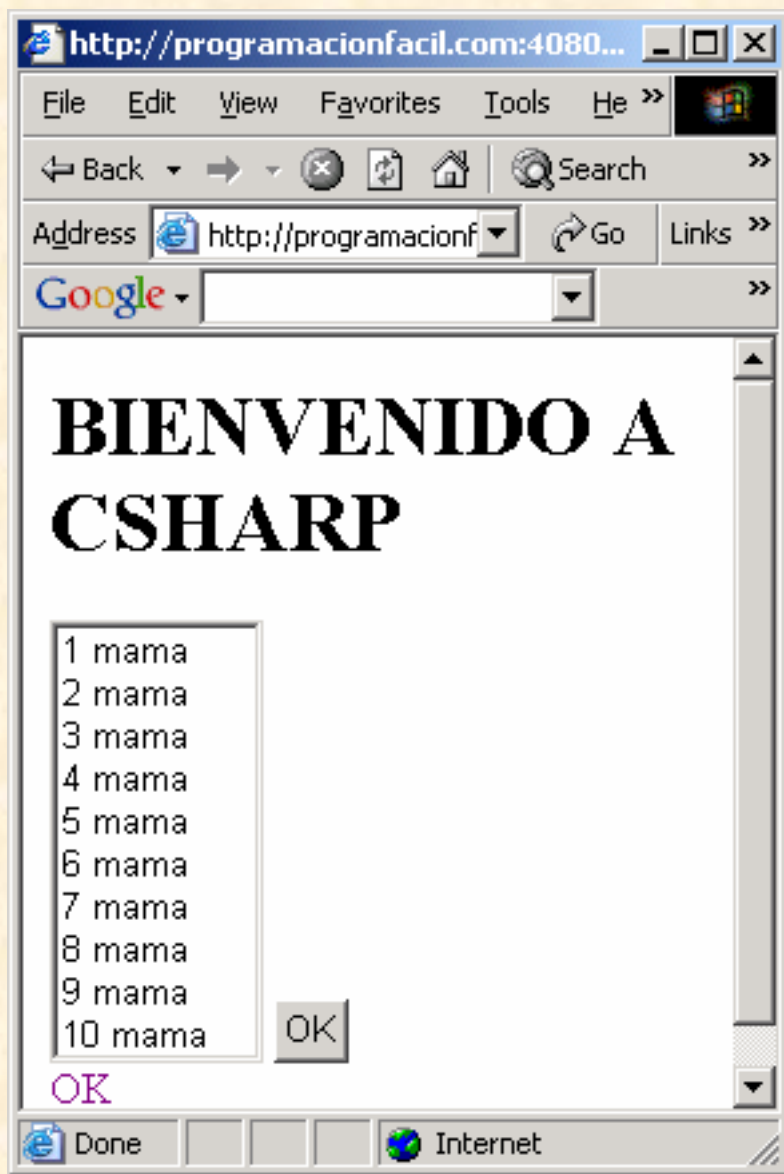 http://programacionfacil.com:4080...
File Edit View Favorites Tools He »
Back Search »
Address http://programacionf Go Links »
Google »
BIENVENIDO A
CSHARP
1 mama
2 mama
3 mama
4 mama
5 mama
6 mama
7 mama
8 mama
9 mama
10 mama OK
OK
Done Internet